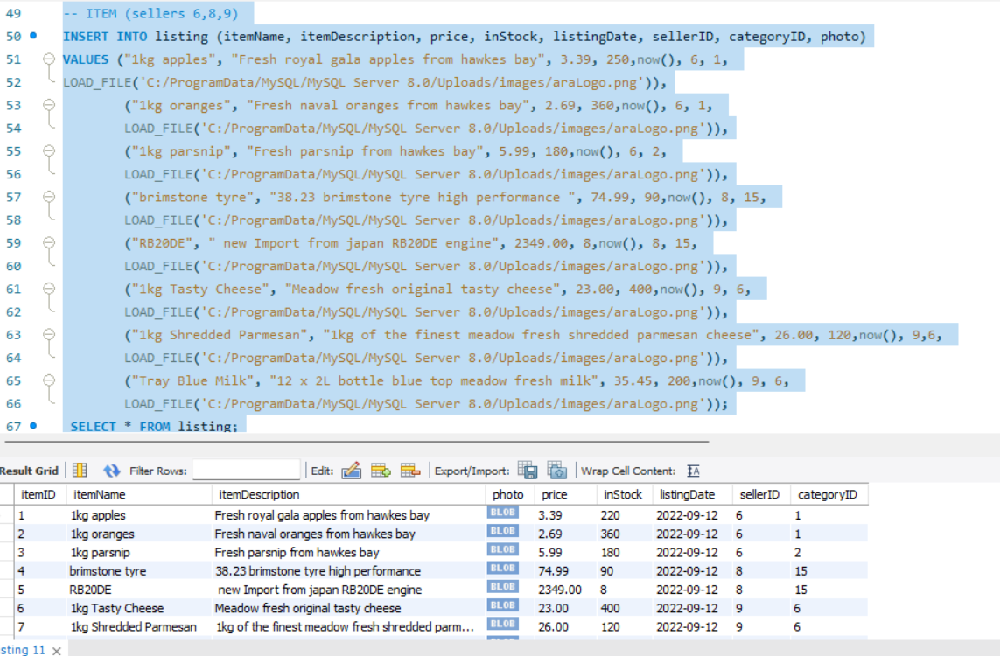 49 -- ITEM (sellers 6,8,9)
50 INSERT INTO listing (itemName, itemDescription, price, inStock, listingDate, sellerID, categoryID, photo)
51 VALUES ("1kg apples", "Fresh royal gala apples from hawkes bay", 3.39, 250,now(), 6, 1,
52 LOAD_FILE('C:/ProgramData/MySQL/MySQL Server 8.0/Uploads/images/araLogo.png')),
53 ("1kg oranges", "Fresh naval oranges from hawkes bay", 2.69, 360,now(), 6, 1,
54 LOAD_FILE('C:/ProgramData/MySQL/MySQL Server 8.0/Uploads/images/araLogo.png')),
55 ("1kg parsnip", "Fresh parsnip from hawkes bay", 5.99, 180,now(), 6, 2,
56 LOAD_FILE('C:/ProgramData/MySQL/MySQL Server 8.0/Uploads/images/araLogo.png')),
57 ("brimstone tyre", "38.23 brimstone tyre high performance ", 74.99, 90,now(), 8, 15,
58 LOAD_FILE('C:/ProgramData/MySQL/MySQL Server 8.0/Uploads/images/araLogo.png')),
59 ("RB20DE", " new Import from japan RB20DE engine", 2349.00, 8,now(), 8, 15,
60 LOAD_FILE('C:/ProgramData/MySQL/MySQL Server 8.0/Uploads/images/araLogo.png')),
61 ("1kg Tasty Cheese", "Meadow fresh original tasty cheese", 23.00, 400,now(), 9, 6,
62 LOAD_FILE('C:/ProgramData/MySQL/MySQL Server 8.0/Uploads/images/araLogo.png')),
63 ("1kg Shredded Parmesan", "1kg of the finest meadow fresh shredded parmesan cheese", 26.00, 120,now(), 9,6,
64 LOAD_FILE('C:/ProgramData/MySQL/MySQL Server 8.0/Uploads/images/araLogo.png')),
65 ("Tray Blue Milk", "12 x 2L bottle blue top meadow fresh milk", 35.45, 200,now(), 9, 6,
66 LOAD_FILE('C:/ProgramData/MySQL/MySQL Server 8.0/Uploads/images/araLogo.png'));
67 SELECT * FROM listing;
Result Grid Filter Rows: Edit: Export/Import: Wrap Cell Content: IA
itemID itemName itemDescription photo price inStock listingDate sellerID categoryID
1 1kg apples Fresh royal gala apples from hawkes bay BLOB 3.39 220 2022-09-12 6 1
2 1kg oranges Fresh naval oranges from hawkes bay BLOB 2.69 360 2022-09-12 6 1
3 1kg parsnip Fresh parsnip from hawkes bay BLOB 5.99 180 2022-09-12 6 2
4 brimstone tyre 38.23 brimstone tyre high performance BLOB 74.99 90 2022-09-12 8 15
5 RB20DE new Import from japan RB20DE engine BLOB 2349.00 8 2022-09-12 8 15
6 1kg Tasty Cheese Meadow fresh original tasty cheese BLOB 23.00 400 2022-09-12 9 6
7 1kg Shredded Parmesan 1kg of the finest meadow fresh shredded parm... BLOB 26.00 120 2022-09-12 9 6
sting 11